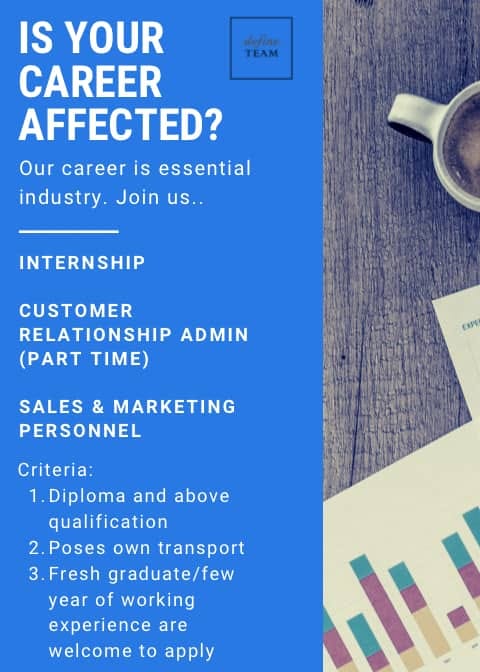 IS YOUR
CAREER
AFFECTED?
define
TEAM
Our career is essential
industry. Join us..
INTERNSHIP
CUSTOMER
RELATIONSHIP ADMIN
(PART TIME)
SALES & MARKETING
PERSONNEL
Criteria:
1. Diploma and above
qualification
2. Poses own transport
3. Fresh graduate/few
year of working
experience are
welcome to apply